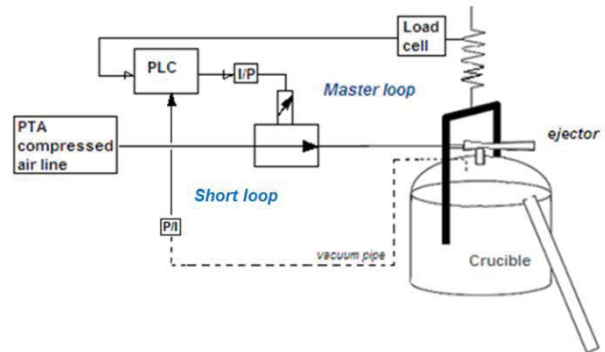 Load
cell
PLC
I/P
Master loop
PTA
compressed
air line
ejector
Short loop
P/I
vacuum pipe
Crucible